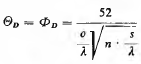 Θ_D = Φ_D = 52 / (o/λ √(n · s/λ))